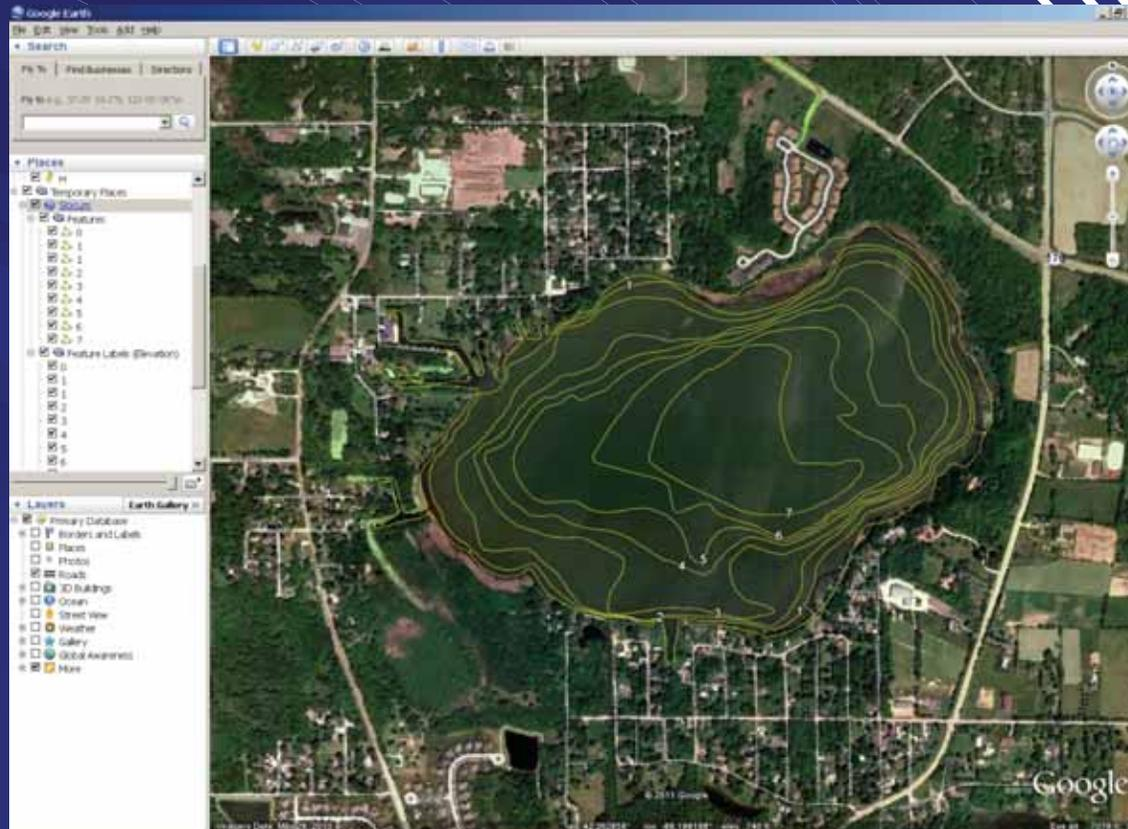 Google Earth
File Edit View Tools Add Help
Search
Fly To Find Businesses Directions
Places
H
Temporary Places
Slocum
Features
0
1
1
2
3
4
5
6
7
Feature Labels (Elevation)
0
1
1
2
3
4
5
6
Layers
Earth Gallery
Primary Database
Borders and Labels
Places
Photos
Roads
3D Buildings
Ocean
Street View
Weather
Gallery
Global Awareness
More
1
7
6
5
4
3
2
1
© 2011 Google
Google